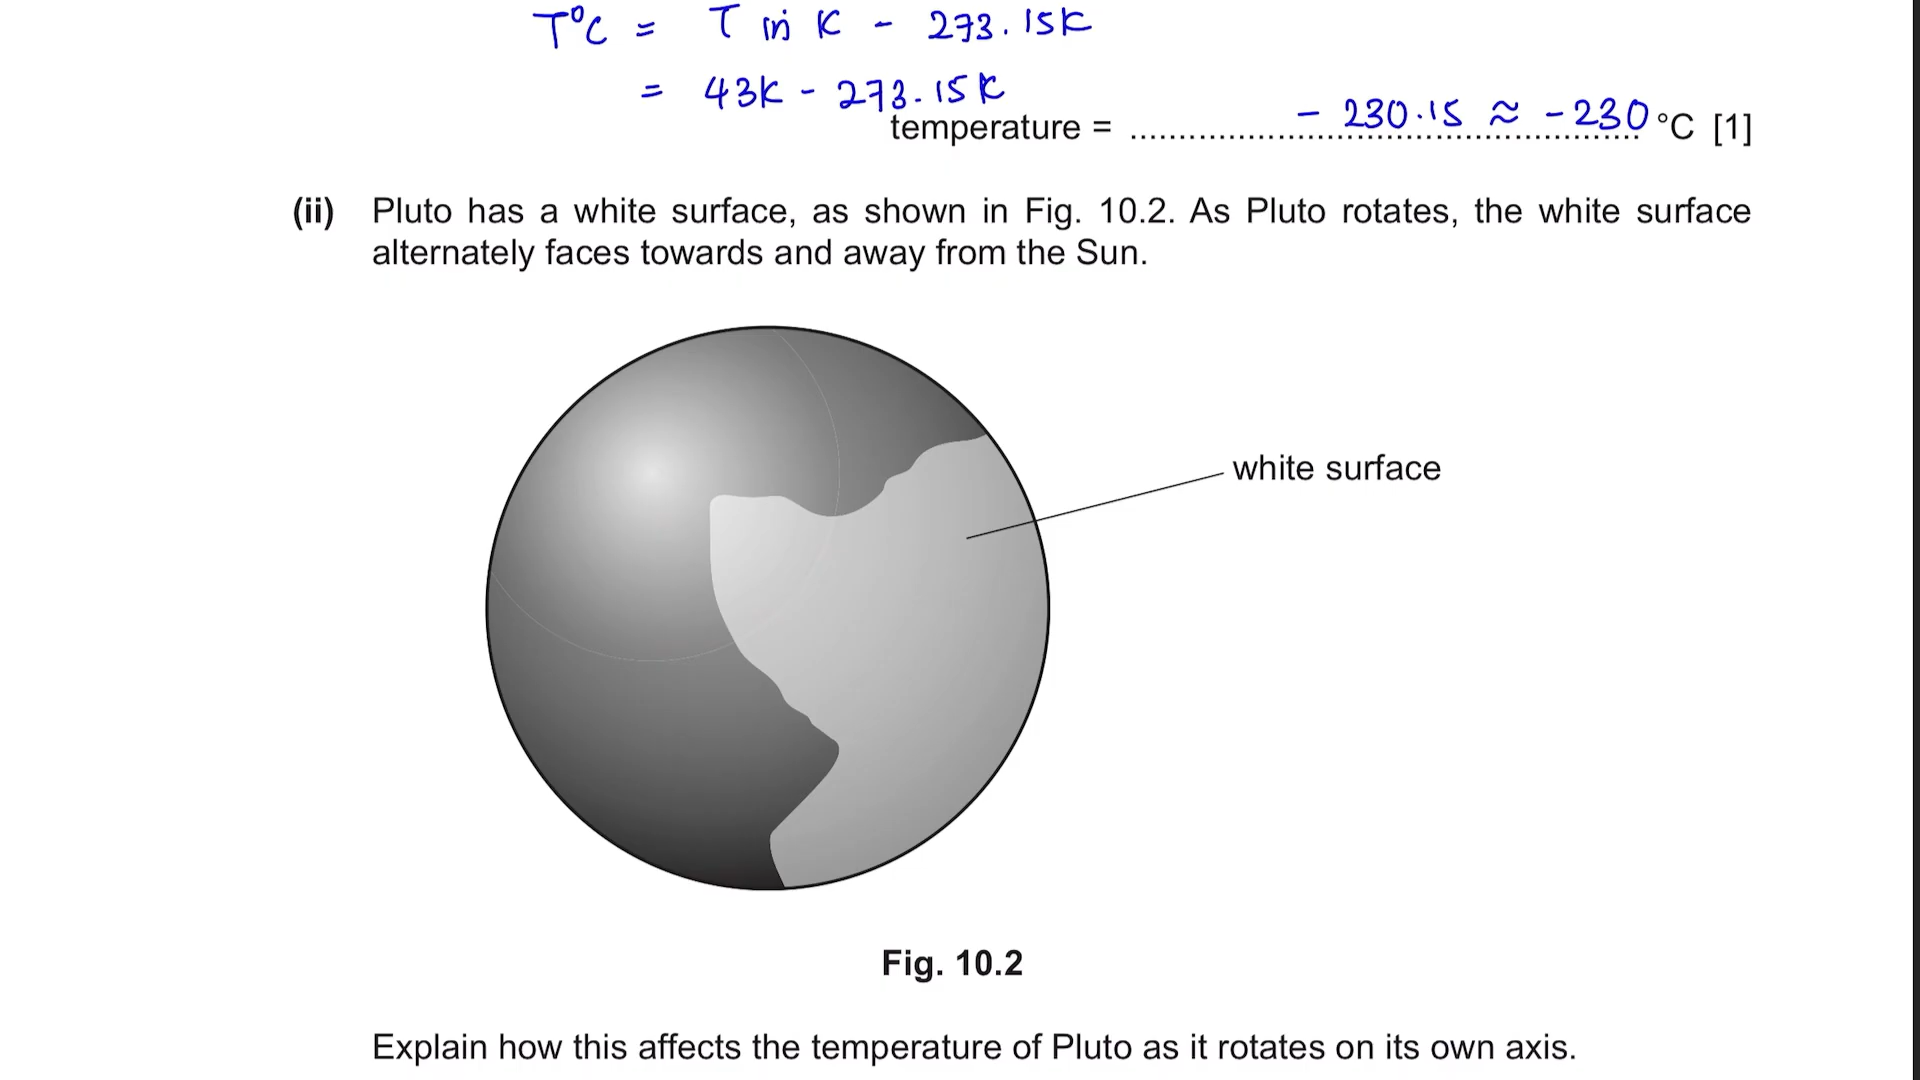 T°C = T in K - 273.15K
= 43K - 273.15K
temperature = .................... - 230.15 ≈ -230 °C [1]
(ii) Pluto has a white surface, as shown in Fig. 10.2. As Pluto rotates, the white surface
alternately faces towards and away from the Sun.
white surface
Fig. 10.2
Explain how this affects the temperature of Pluto as it rotates on its own axis.